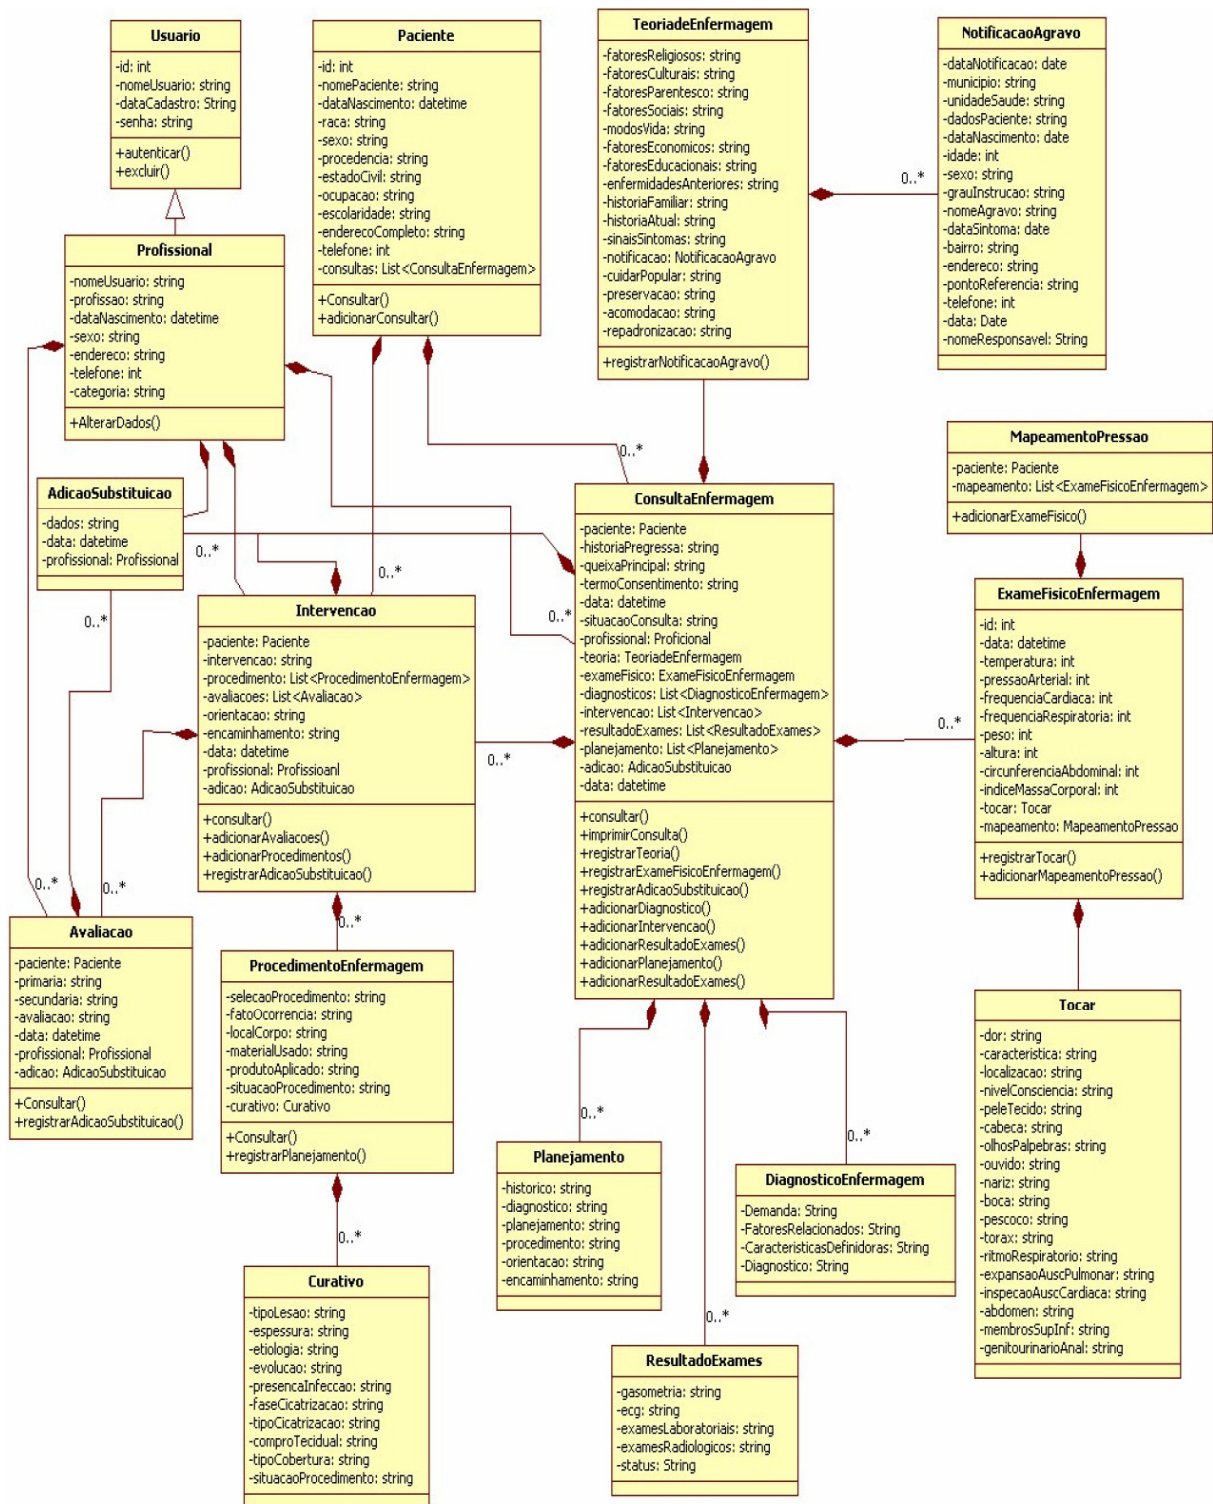 Usuario
-id: int
-nomeUsuario: string
-dataCadastro: String
-senha: string
+autenticar()
+excluir()
Paciente
-id: int
-nomePaciente: string
-dataNascimento: datetime
-raca: string
-sexo: string
-procedencia: string
-estadoCivil: string
-ocupacao: string
-escolaridade: string
-enderecoCompleto: string
-telefone: int
-consultas: List<ConsultaEnfermagem>
+Consultar()
+adicionarConsultar()
TeoriadeEnfermagem
-fatoresReligiosos: string
-fatoresCulturais: string
-fatoresParentesco: string
-fatoresSociais: string
-modosVida: string
-fatoresEconomicos: string
-fatoresEducacionais: string
-enfermidadesAnteriores: string
-historiaFamiliar: string
-historiaAtual: string
-sinaisSintomas: string
-notificacao: NotificacaoAgravo
-cuidarPopular: string
-preservacao: string
-acomodacao: string
-repadronizacao: string
+registrarNotificacaoAgravo()
0..*
NotificacaoAgravo
-dataNotificacao: date
-municipio: string
-unidadeSaude: string
-dadosPaciente: string
-dataNascimento: date
-idade: int
-sexo: string
-grauInstrucao: string
-nomeAgravo: string
-dataSintoma: date
-bairro: string
-endereco: string
-pontoReferencia: string
-telefone: int
-data: Date
-nomeResponsavel: String
Profissional
-nomeUsuario: string
-profissao: string
-dataNascimento: datetime
-sexo: string
-endereco: string
-telefone: int
-categoria: string
+AlterarDados()
AdicaoSubstituicao
-dados: string
-data: datetime
-profissional: Profissional
0..*
0..*
0..*
0..*
0..*
Intervencao
-paciente: Paciente
-intervencao: string
-procedimento: List<ProcedimentoEnfermagem>
-avaliacoes: List<Avaliacao>
-orientacao: string
-encaminhamento: string
-data: datetime
-profissional: Profissioanl
-adicao: AdicaoSubstituicao
+consultar()
+adicionarAvaliacoes()
+adicionarProcedimentos()
+registrarAdicaoSubstituicao()
0..*
ConsultaEnfermagem
-paciente: Paciente
-historiaPregressa: string
-queixaPrincipal: string
-termoConsentimento: string
-data: datetime
-situacaoConsulta: string
-profissional: Proficional
-teoria: TeoriadeEnfermagem
-exameFisico: ExameFisicoEnfermagem
-diagnosticos: List<DiagnosticoEnfermagem>
-intervencao: List<Intervencao>
-resultadoExames: List<ResultadoExames>
-planejamento: List<Planejamento>
-adicao: AdicaoSubstituicao
-data: datetime
+consultar()
+imprimirConsulta()
+registrarTeoria()
+registrarExameFisicoEnfermagem()
+registrarAdicaoSubstituicao()
+adicionarDiagnostico()
+adicionarIntervencao()
+adicionarResultadoExames()
+adicionarPlanejamento()
+adicionarResultadoExames()
0..*
MapeamentoPressao
-paciente: Paciente
-mapeamento: List<ExameFisicoEnfermagem>
+adicionarExameFisico()
ExameFisicoEnfermagem
-id: int
-data: datetime
-temperatura: int
-pressaoArterial: int
-frequenciaCardiaca: int
-frequenciaRespiratoria: int
-peso: int
-altura: int
-circunferenciaAbdominal: int
-indiceMassaCorporal: int
-tocar: Tocar
-mapeamento: MapeamentoPressao
+registrarTocar()
+adicionarMapeamentoPressao()
0..*
0..*
0..*
Avaliacao
-paciente: Paciente
-primaria: string
-secundaria: string
-avaliacao: string
-data: datetime
-profissional: Profissional
-adicao: AdicaoSubstituicao
+Consultar()
+registrarAdicaoSubstituicao()
ProcedimentoEnfermagem
-selecaoProcedimento: string
-fatoOcorrencia: string
-localCorpo: string
-materialUsado: string
-produtoAplicado: string
-situacaoProcedimento: string
-curativo: Curativo
+Consultar()
+registrarPlanejamento()
0..*
Curativo
-tipoLesao: string
-espessura: string
-etiologia: string
-evolucao: string
-presencaInfeccao: string
-faseCicatrizacao: string
-tipoCicatrizacao: string
-comproTecidual: string
-tipoCobertura: string
-situacaoProcedimento: string
0..*
Planejamento
-historico: string
-diagnostico: string
-planejamento: string
-procedimento: string
-orientacao: string
-encaminhamento: string
0..*
DiagnosticoEnfermagem
-Demanda: String
-FatoresRelacionados: String
-CaracteristicasDefinidoras: String
-Diagnostico: String
0..*
ResultadoExames
-gasometria: string
-ecg: string
-examesLaboratoriais: string
-examesRadiologicos: string
-status: String
Tocar
-dor: string
-caracteristica: string
-localizacao: string
-nivelConsciencia: string
-peleTecido: string
-cabeca: string
-olhosPalpebras: string
-ouvido: string
-nariz: string
-boca: string
-pescoco: string
-torax: string
-ritmoRespiratorio: string
-expansaoAuscPulmonar: string
-inspecaoAuscCardiaca: string
-abdomen: string
-membrosSupInf: string
-genitourinarioAnal: string